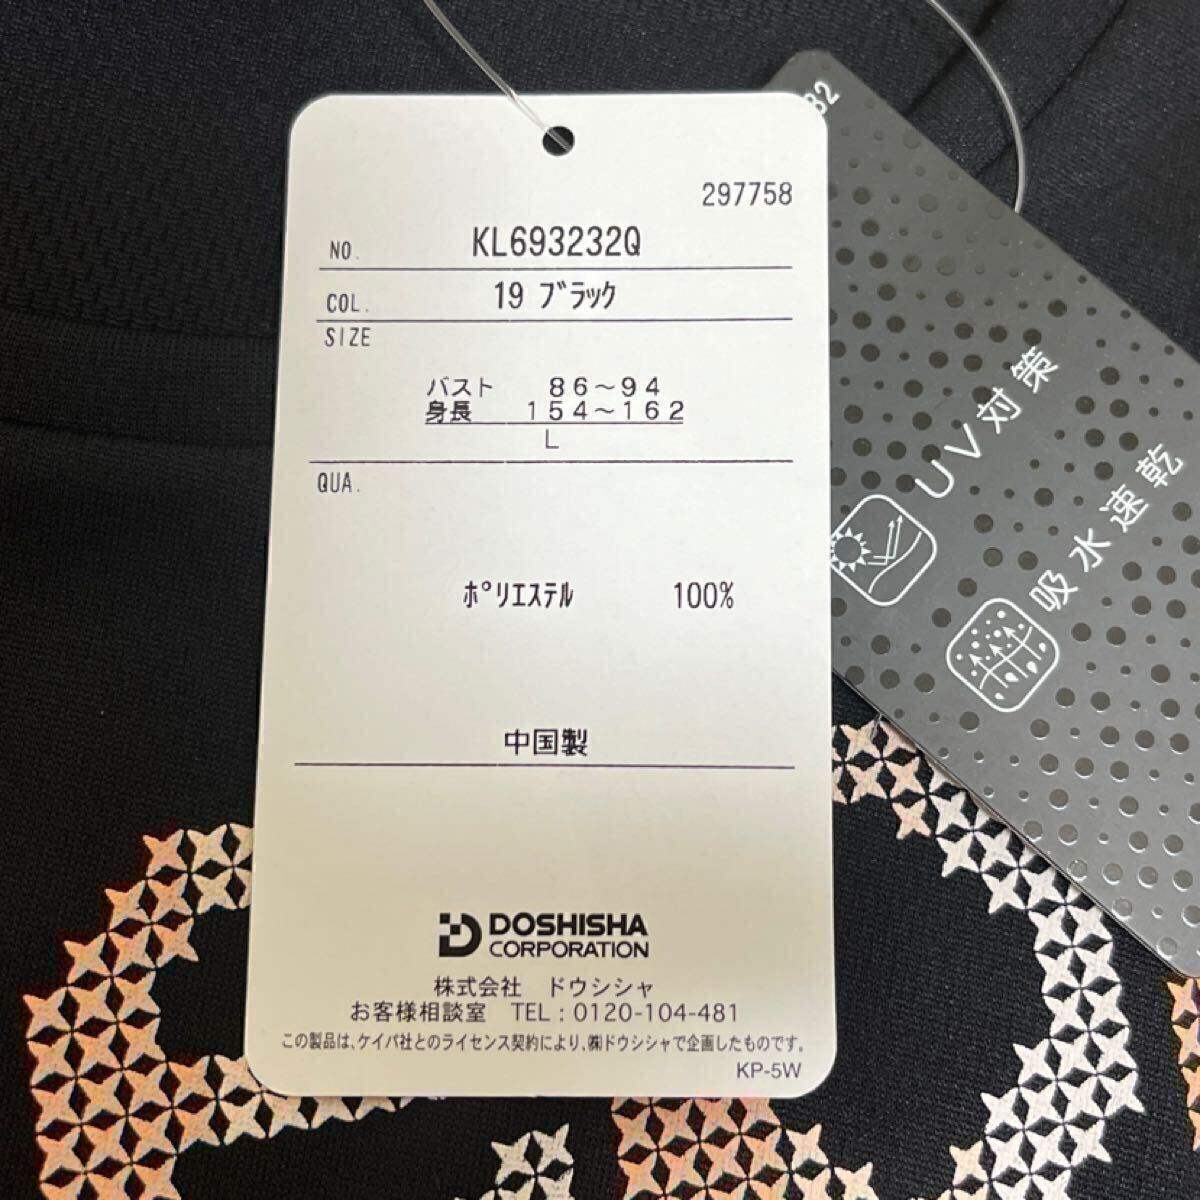 297758
NO. KL693232Q
COL. 19 ブラック
SIZE
バスト 86~94
身長 154~162
L
QUA.
ポリエステル 100%
中国製
DOSHISHA
CORPORATION
株式会社 ドウシシャ
お客様相談室 TEL:0120-104-481
この製品は、ケイパ社とのライセンス契約により、㈱ドウシシャで企画したものです。
KP-5W
UV対策
吸水速乾